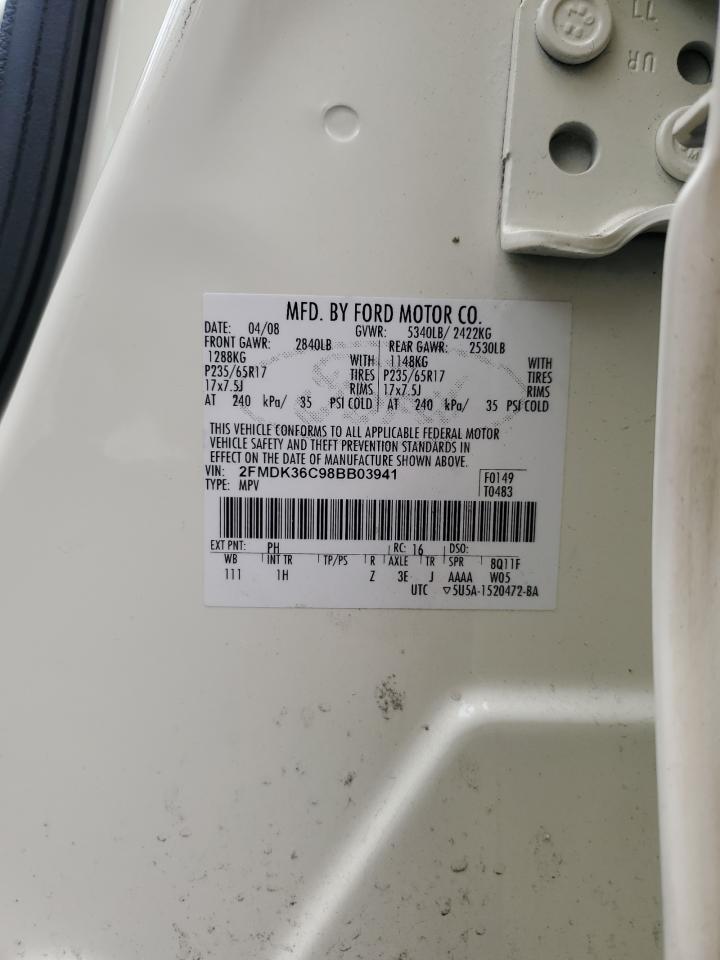 MFD. BY FORD MOTOR CO.
DATE: 04/08 GVWR: 5340LB/ 2422KG
FRONT GAWR: 2840LB REAR GAWR: 2530LB
1288KG WITH 1148KG WITH
P235/65R17 TIRES P235/65R17 TIRES
17x7.5J RIMS 17x7.5J RIMS
AT 240 kPa/ 35 PSI COLD AT 240 kPa/ 35 PSI COLD
THIS VEHICLE CONFORMS TO ALL APPLICABLE FEDERAL MOTOR
VEHICLE SAFETY AND THEFT PREVENTION STANDARDS IN
EFFECT ON THE DATE OF MANUFACTURE SHOWN ABOVE.
VIN: 2FMDK36C98BB03941 F0149
TYPE: MPV T0483
EXT PNT: PH RC: 16 DSO:
WB INT TR TP/PS R AXLE TR SPR 8Q11F
111 1H Z 3E J AAAA W05
UTC ▽5U5A-1520472-BA
UR